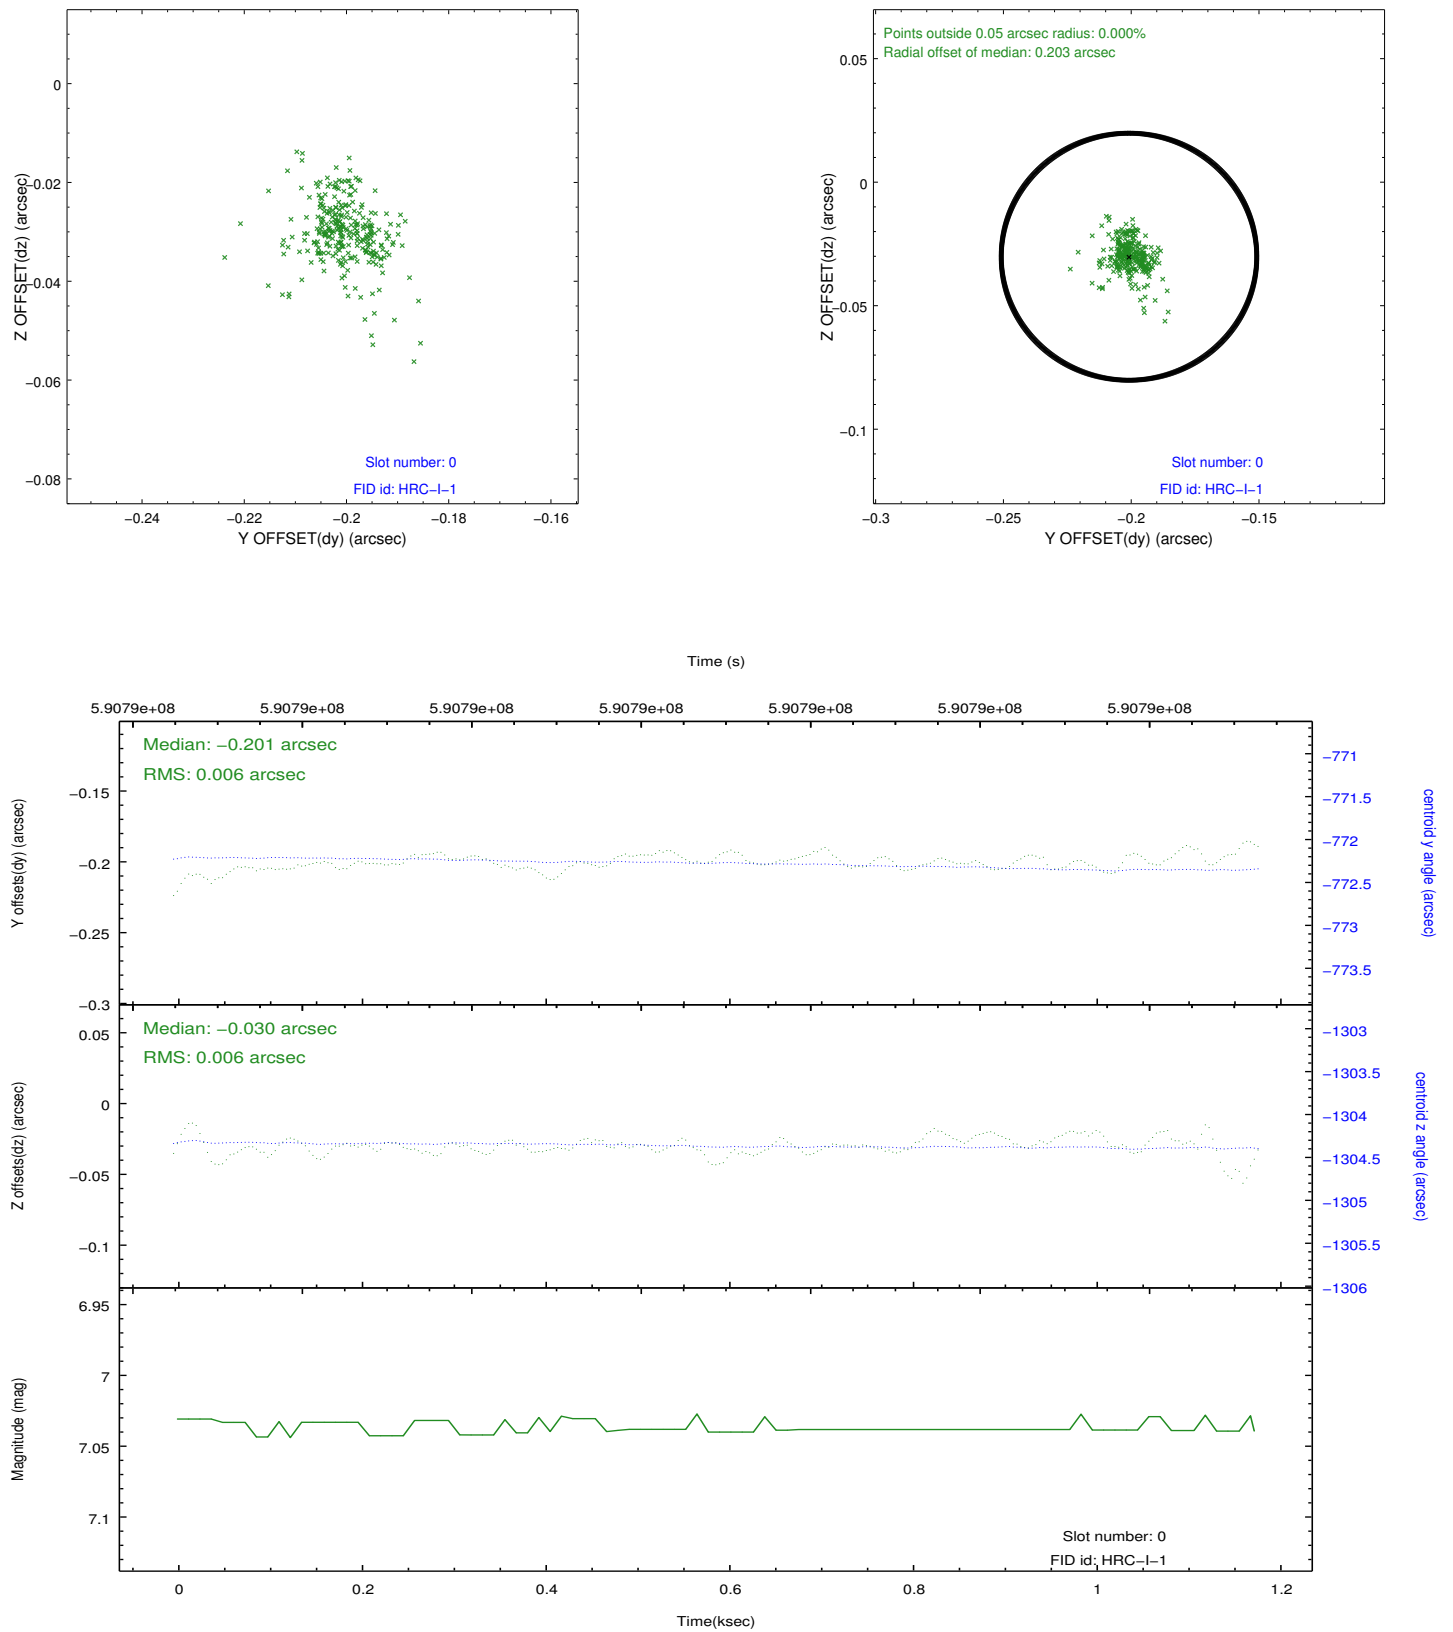 0
−0.02
−0.04
−0.06
−0.08
Z OFFSET(dz) (arcsec)
Slot number: 0
FID id: HRC−I−1
−0.24
−0.22
−0.2
−0.18
−0.16
Y OFFSET(dy) (arcsec)
Points outside 0.05 arcsec radius: 0.000%
Radial offset of median: 0.203 arcsec
0.05
0
−0.05
−0.1
Z OFFSET(dz) (arcsec)
Slot number: 0
FID id: HRC−I−1
−0.3
−0.25
−0.2
−0.15
Y OFFSET(dy) (arcsec)
Time (s)
5.9079e+08 5.9079e+08 5.9079e+08 5.9079e+08 5.9079e+08 5.9079e+08 5.9079e+08
Median: −0.201 arcsec
RMS: 0.006 arcsec
−0.15
−0.2
−0.25
−0.3
Y offsets(dy) (arcsec)
−771
−771.5
−772
−772.5
−773
−773.5
centroid y angle (arcsec)
Median: −0.030 arcsec
RMS: 0.006 arcsec
0.05
0
−0.05
−0.1
Z offsets(dz) (arcsec)
−1303
−1303.5
−1304
−1304.5
−1305
−1305.5
−1306
centroid z angle (arcsec)
6.95
7
7.05
7.1
Magnitude (mag)
Slot number: 0
FID id: HRC−I−1
0 0.2 0.4 0.6 0.8 1 1.2
Time(ksec)